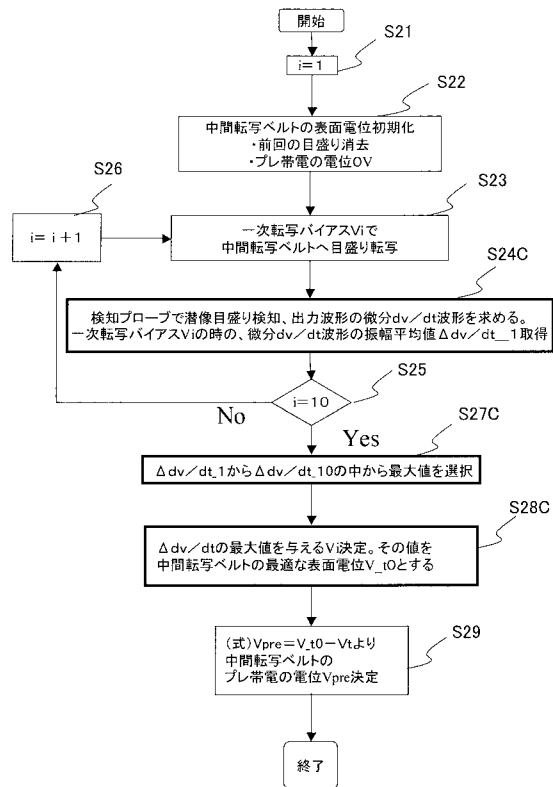 開始
S21
i=1
S22
中間転写ベルトの表面電位初期化
・前回の目盛り消去
・プレ帯電の電位0V
S26
i= i+1
S23
一次転写バイアスViで
中間転写ベルトへ目盛り転写
S24C
検知プローブで潜像目盛り検知、出力波形の微分dv/dt波形を求める。
一次転写バイアスViの時の、微分dv/dt波形の振幅平均値Δdv/dt_1取得
S25
i=10
No
Yes
S27C
Δdv/dt_1からΔdv/dt_10の中から最大値を選択
S28C
Δdv/dtの最大値を与えるVi決定。その値を
中間転写ベルトの最適な表面電位V_t0とする
S29
(式)Vpre=V_t0-Vtより
中間転写ベルトの
プレ帯電の電位Vpre決定
終了